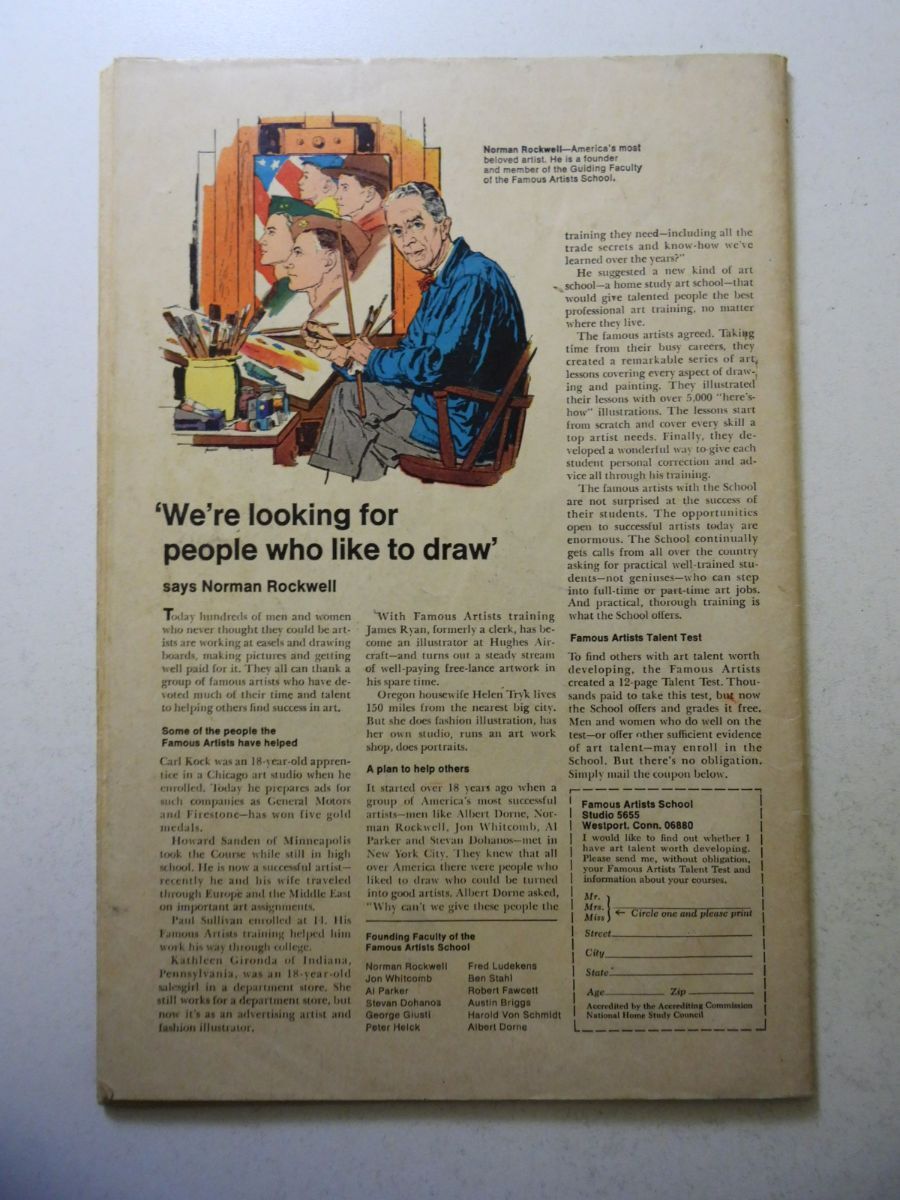 Norman Rockwell—America's most
beloved artist. He is a founder
and member of the Guiding Faculty
of the Famous Artists School.
'We're looking for
people who like to draw'
says Norman Rockwell
Today hundreds of men and women
who never thought they could be art-
ists are working at easels and drawing
boards, making pictures and getting
well paid for it. They all can thank a
group of famous artists who have de-
voted much of their time and talent
to helping others find success in art.
Some of the people the
Famous Artists have helped
Carl Kock was an 18-year-old appren-
tice in a Chicago art studio when he
enrolled. Today he prepares ads for
such companies as General Motors
and Firestone—has won five gold
medals.
Howard Sanden of Minneapolis
took the Course while still in high
school. He is now a successful artist—
recently he and his wife traveled
through Europe and the Middle East
on important art assignments.
Paul Sullivan enrolled at 14. His
Famous Artists training helped him
work his way through college.
Kathleen Gironda of Indiana,
Pennsylvania, was an 18-year-old
salesgirl in a department store. She
still works for a department store, but
now it's as an advertising artist and
fashion illustrator.
With Famous Artists training
James Ryan, formerly a clerk, has be-
come an illustrator at Hughes Air-
craft—and turns out a steady stream
of well-paying free-lance artwork in
his spare time.
Oregon housewife Helen Tryk lives
150 miles from the nearest big city.
But she does fashion illustration, has
her own studio, runs an art work
shop, does portraits.
A plan to help others
It started over 18 years ago when a
group of America's most successful
artists—men like Albert Dorne, Nor-
man Rockwell, Jon Whitcomb, Al
Parker and Stevan Dohanos—met in
New York City. They knew that all
over America there were people who
liked to draw who could be turned
into good artists. Albert Dorne asked,
"Why can't we give these people the
training they need—including all the
trade secrets and know-how we've
learned over the years?"
He suggested a new kind of art
school—a home study art school—that
would give talented people the best
professional art training, no matter
where they live.
The famous artists agreed. Taking
time from their busy careers, they
created a remarkable series of art
lessons covering every aspect of draw-
ing and painting. They illustrated
their lessons with over 5,000 "here's-
how" illustrations. The lessons start
from scratch and cover every skill a
top artist needs. Finally, they de-
veloped a wonderful way to give each
student personal correction and ad-
vice all through his training.
The famous artists with the School
are not surprised at the success of
their students. The opportunities
open to successful artists today are
enormous. The School continually
gets calls from all over the country
asking for practical well-trained stu-
dents—not geniuses—who can step
into full-time or part-time art jobs.
And practical, thorough training is
what the School offers.
Famous Artists Talent Test
To find others with art talent worth
developing, the Famous Artists
created a 12-page Talent Test. Thou-
sands paid to take this test, but now
the School offers and grades it free.
Men and women who do well on the
test—or offer other sufficient evidence
of art talent—may enroll in the
School. But there's no obligation.
Simply mail the coupon below.
Founding Faculty of the
Famous Artists School
Norman Rockwell
Jon Whitcomb
Al Parker
Stevan Dohanos
George Giusti
Peter Helck
Fred Ludekens
Ben Stahl
Robert Fawcett
Austin Briggs
Harold Von Schmidt
Albert Dorne
Famous Artists School
Studio 5655
Westport, Conn. 06880
I would like to find out whether I
have art talent worth developing.
Please send me, without obligation,
your Famous Artists Talent Test and
information about your courses.
Mr.
Mrs.
Miss
← Circle one and please print
Street
City
State
Age Zip
Accredited by the Accrediting Commission
National Home Study Council